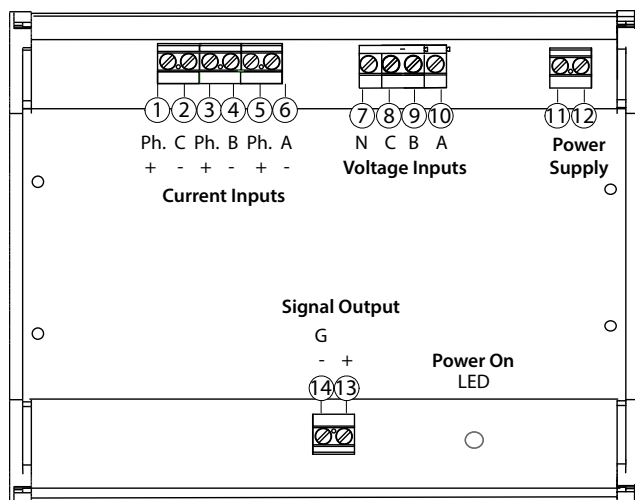 1 2 3 4 5 6 7 8 9 10 11 12
Ph. C Ph. B Ph. A N C B A Power
+ - + - + - Voltage Inputs Supply
Current Inputs
Signal Output
G
- + Power On
14 13 LED